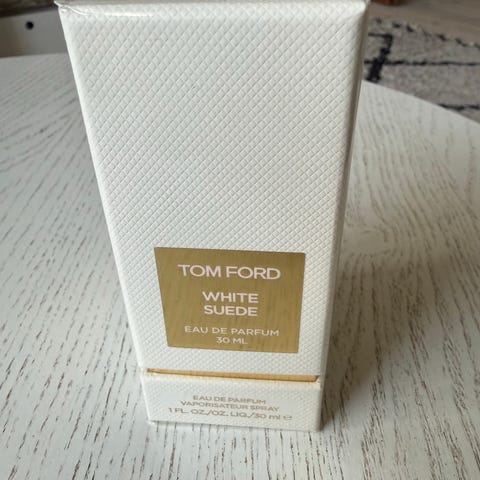 TOM FORD
WHITE
SUEDE
EAU DE PARFUM
30 ML
EAU DE PARFUM
VAPORISATEUR SPRAY
1 FL. OZ./OZ. LIQ./30 ml ℮